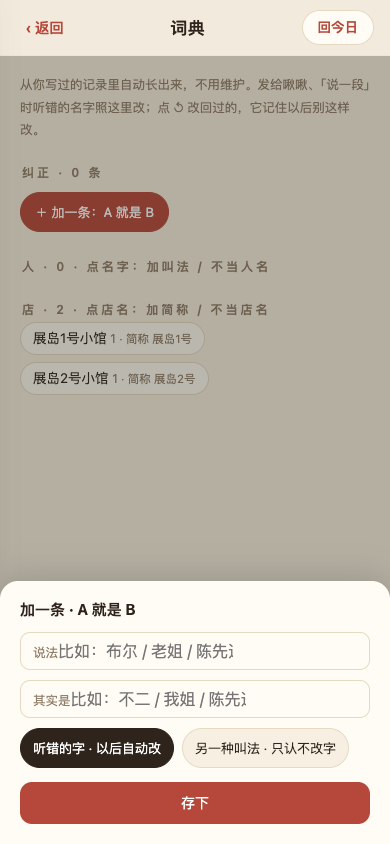 ‹ 返回
词典
回今日
从你写过的记录里自动长出来，不用维护。发给啾啾、「说一段」
时听错的名字照这里改；点 ↺ 改回过的，它记住以后别这样
改。
纠正 · 0 条
＋ 加一条：A 就是 B
人 · 0 · 点名字：加叫法 / 不当人名
店 · 2 · 点店名：加简称 / 不当店名
展岛1号小馆 1 · 简称 展岛1号
展岛2号小馆 1 · 简称 展岛2号
加一条 · A 就是 B
说法比如：布尔 / 老姐 / 陈先
其实是比如：不二 / 我姐 / 陈先
听错的字 · 以后自动改
另一种叫法 · 只认不改字
存下